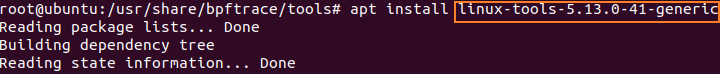 root@ubuntu:/usr/share/bpftrace/tools# apt install linux-tools-5.13.0-41-generic
Reading package lists... Done
Building dependency tree
Reading state information... Done